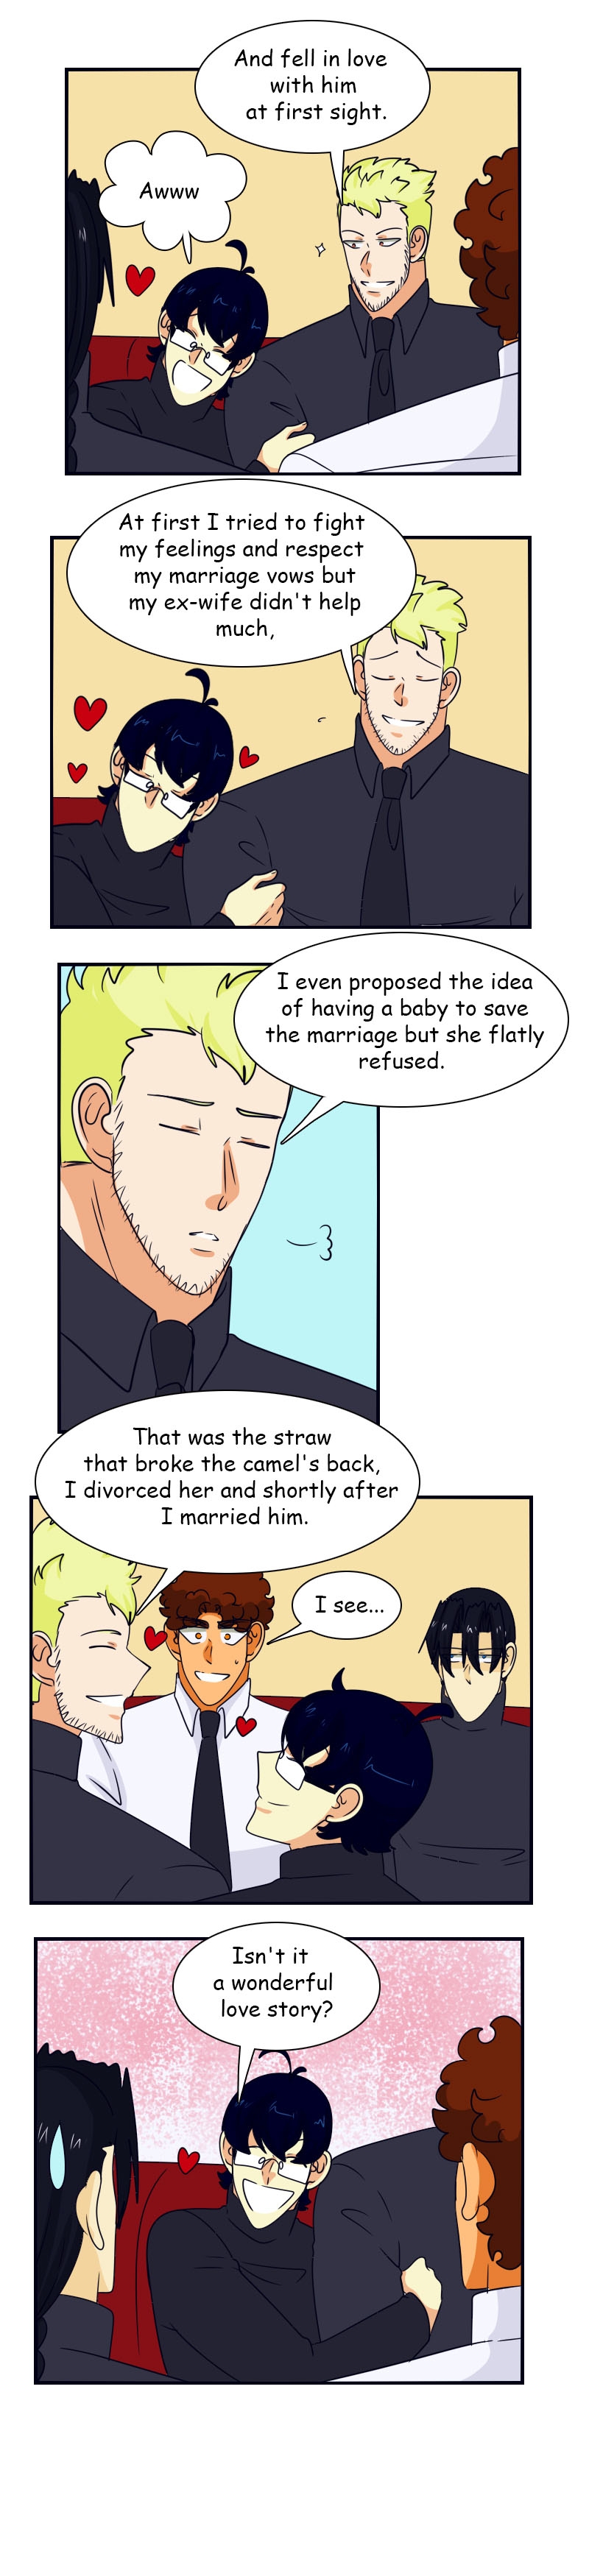 And fell in love
with him
at first sight.
Awww
At first I tried to fight
my feelings and respect
my marriage vows but
my ex-wife didn't help
much,
I even proposed the idea
of having a baby to save
the marriage but she flatly
refused.
That was the straw
that broke the camel's back,
I divorced her and shortly after
I married him.
I see...
Isn't it
a wonderful
love story?